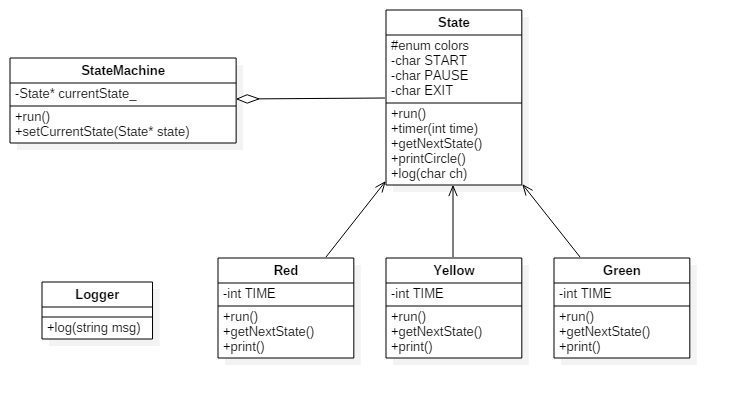 State
#enum colors
-char START
-char PAUSE
-char EXIT
+run()
+timer(int time)
+getNextState()
+printCircle()
+log(char ch)
StateMachine
-State* currentState_
+run()
+setCurrentState(State* state)
Logger
+log(string msg)
Red
-int TIME
+run()
+getNextState()
+print()
Yellow
-int TIME
+run()
+getNextState()
+print()
Green
-int TIME
+run()
+getNextState()
+print()